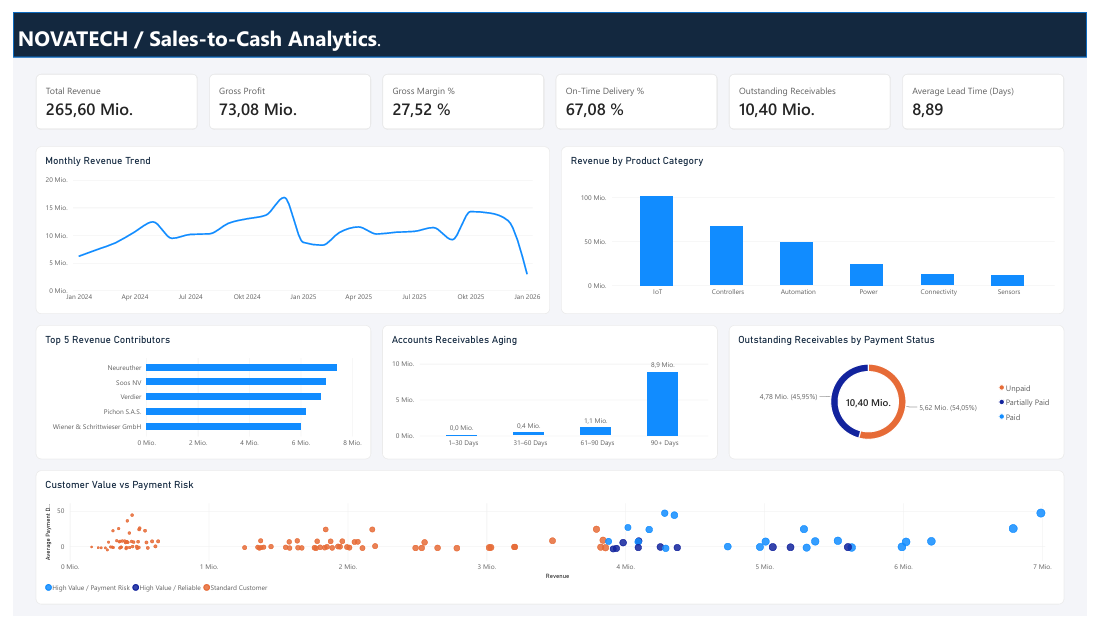 NOVATECH / Sales-to-Cash Analytics.
Total Revenue
265,60 Mio.
Gross Profit
73,08 Mio.
Gross Margin %
27,52 %
On-Time Delivery %
67,08 %
Outstanding Receivables
10,40 Mio.
Average Lead Time (Days)
8,89
Monthly Revenue Trend
20 Mio.
15 Mio.
10 Mio.
5 Mio.
0 Mio.
Jan 2024 Apr 2024 Jul 2024 Okt 2024 Jan 2025 Apr 2025 Jul 2025 Okt 2025 Jan 2026
Revenue by Product Category
100 Mio.
50 Mio.
0 Mio.
IoT Controllers Automation Power Connectivity Sensors
Top 5 Revenue Contributors
Neureuther
Soos NV
Verdier
Pichon S.A.S.
Wiener & Schrittwieser GmbH
0 Mio. 2 Mio. 4 Mio. 6 Mio. 8 Mio.
Accounts Receivables Aging
10 Mio.
5 Mio.
0 Mio.
0,0 Mio. 0,4 Mio. 1,1 Mio. 8,9 Mio.
1–30 Days 31–60 Days 61–90 Days 90+ Days
Outstanding Receivables by Payment Status
4,78 Mio. (45,95%)
10,40 Mio.
5,62 Mio. (54,05%)
Unpaid
Partially Paid
Paid
Customer Value vs Payment Risk
Average Payment D...
50
0
0 Mio. 1 Mio. 2 Mio. 3 Mio. 4 Mio. 5 Mio. 6 Mio. 7 Mio.
Revenue
High Value / Payment Risk High Value / Reliable Standard Customer